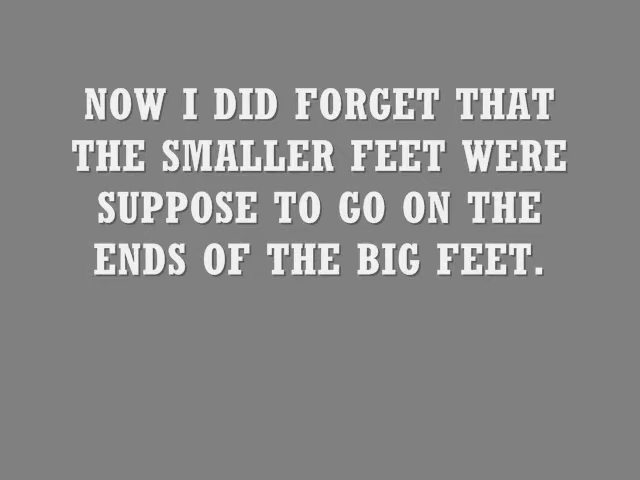 NOW I DID FORGET THAT
THE SMALLER FEET WERE
SUPPOSE TO GO ON THE
ENDS OF THE BIG FEET.